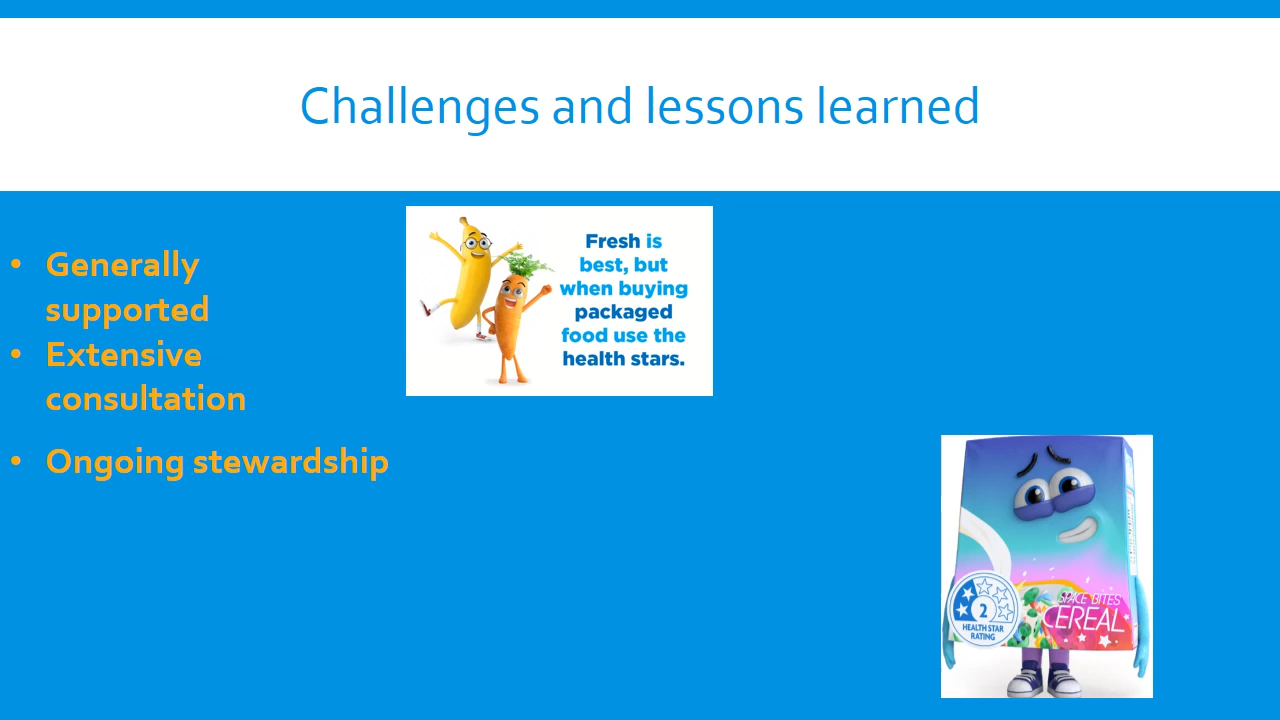 Challenges and lessons learned
• Generally
supported
• Extensive
consultation
• Ongoing stewardship
Fresh is
best, but
when buying
packaged
food use the
health stars.
SPACE BITES
CEREAL
2
HEALTH STAR
RATING